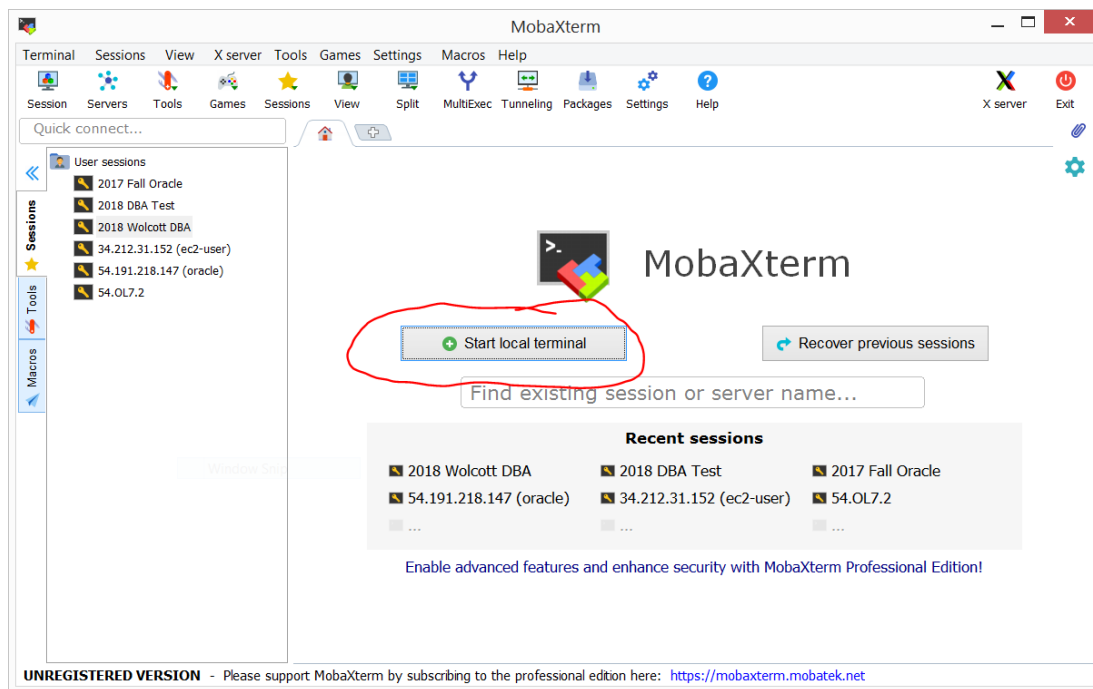 MobaXterm
Terminal Sessions View X server Tools Games Settings Macros Help
Session Servers Tools Games Sessions View Split MultiExec Tunneling Packages Settings Help X server Exit
Quick connect...
User sessions
2017 Fall Oracle
2018 DBA Test
2018 Wolcott DBA
34.212.31.152 (ec2-user)
54.191.218.147 (oracle)
54.OL7.2
Sessions
Tools
Macros
>_
MobaXterm
Start local terminal
Recover previous sessions
Find existing session or server name...
Recent sessions
2018 Wolcott DBA 2018 DBA Test 2017 Fall Oracle
54.191.218.147 (oracle) 34.212.31.152 (ec2-user) 54.OL7.2
... ... ...
Window Snip
Enable advanced features and enhance security with MobaXterm Professional Edition!
UNREGISTERED VERSION - Please support MobaXterm by subscribing to the professional edition here: https://mobaxterm.mobatek.net